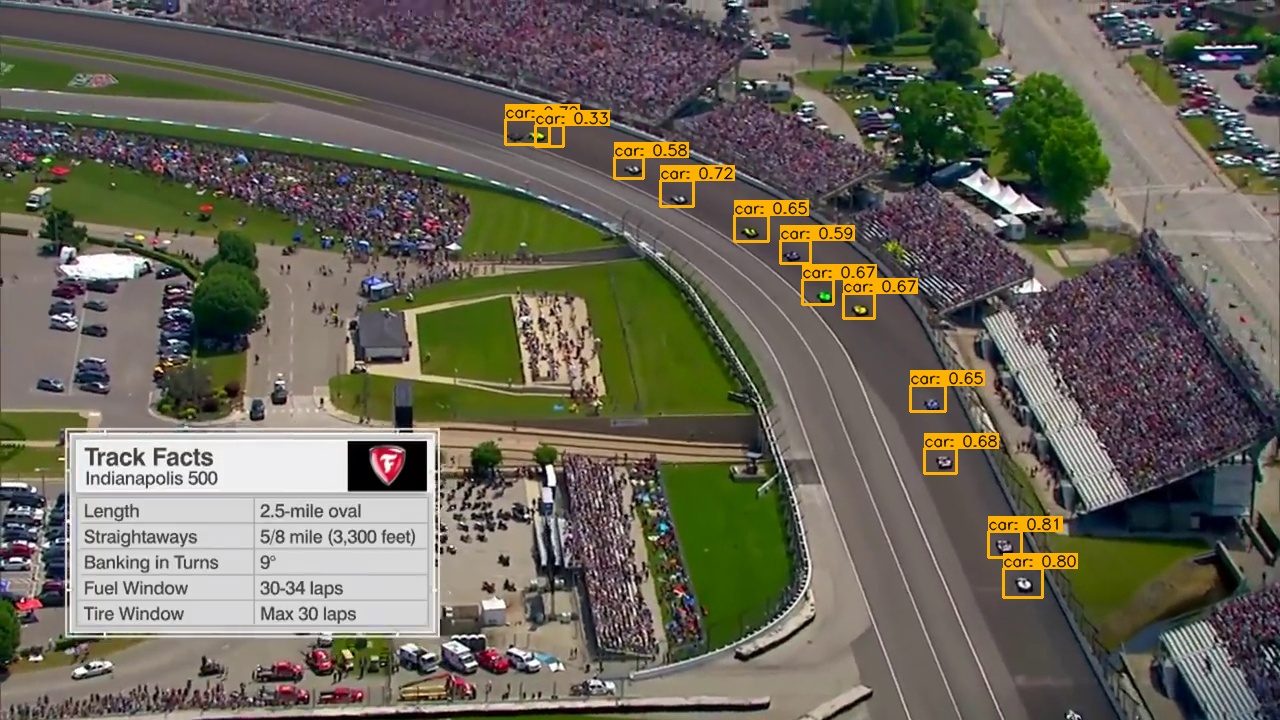 car: 0.72
car: 0.33
car: 0.58
car: 0.72
car: 0.65
car: 0.59
car: 0.67
car: 0.67
car: 0.65
car: 0.68
car: 0.81
car: 0.80
Track Facts
Indianapolis 500
Length 2.5-mile oval
Straightaways 5/8 mile (3,300 feet)
Banking in Turns 9°
Fuel Window 30-34 laps
Tire Window Max 30 laps